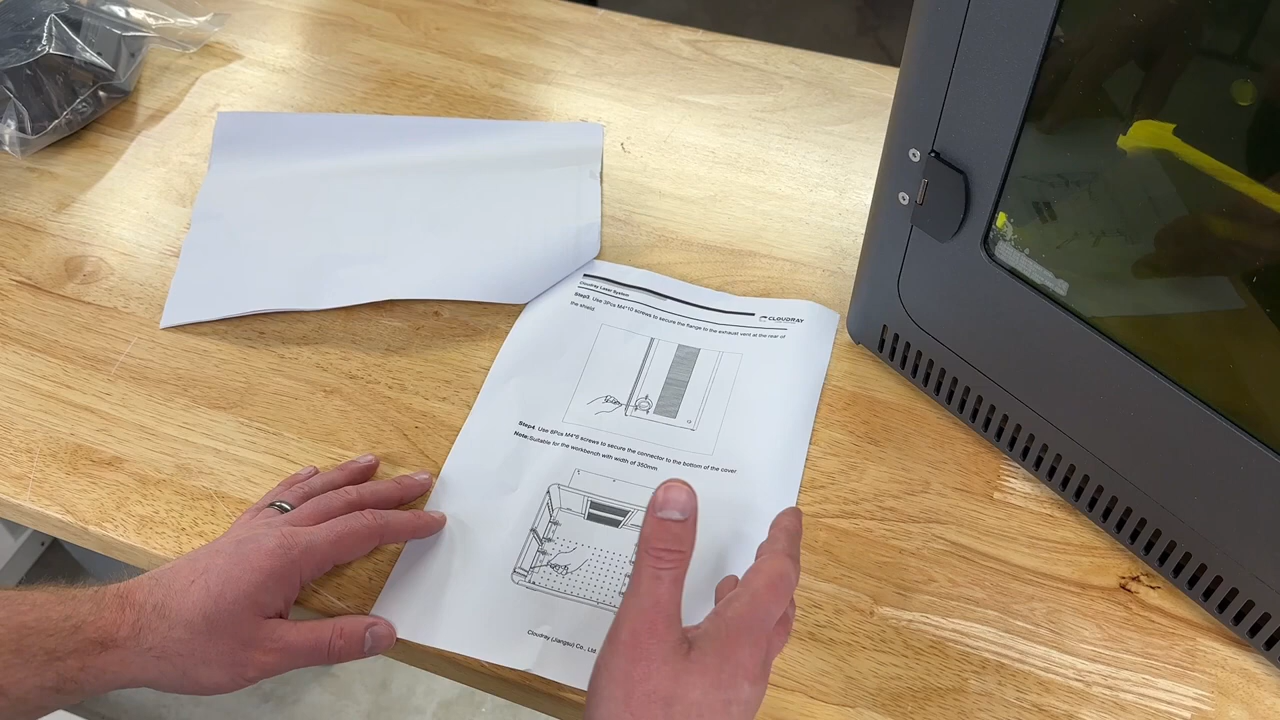 Cloudray Laser System
CLOUDRAY
Step3 Use 3Pcs M4*10 screws to secure the flange to the exhaust vent at the rear of
the shield.
Step4. Use 6Pcs M4*6 screws to secure the connector to the bottom of the cover
Note:Suitable for the workbench with width of 350mm.
Cloudray (Jiangsu) Co., Ltd.